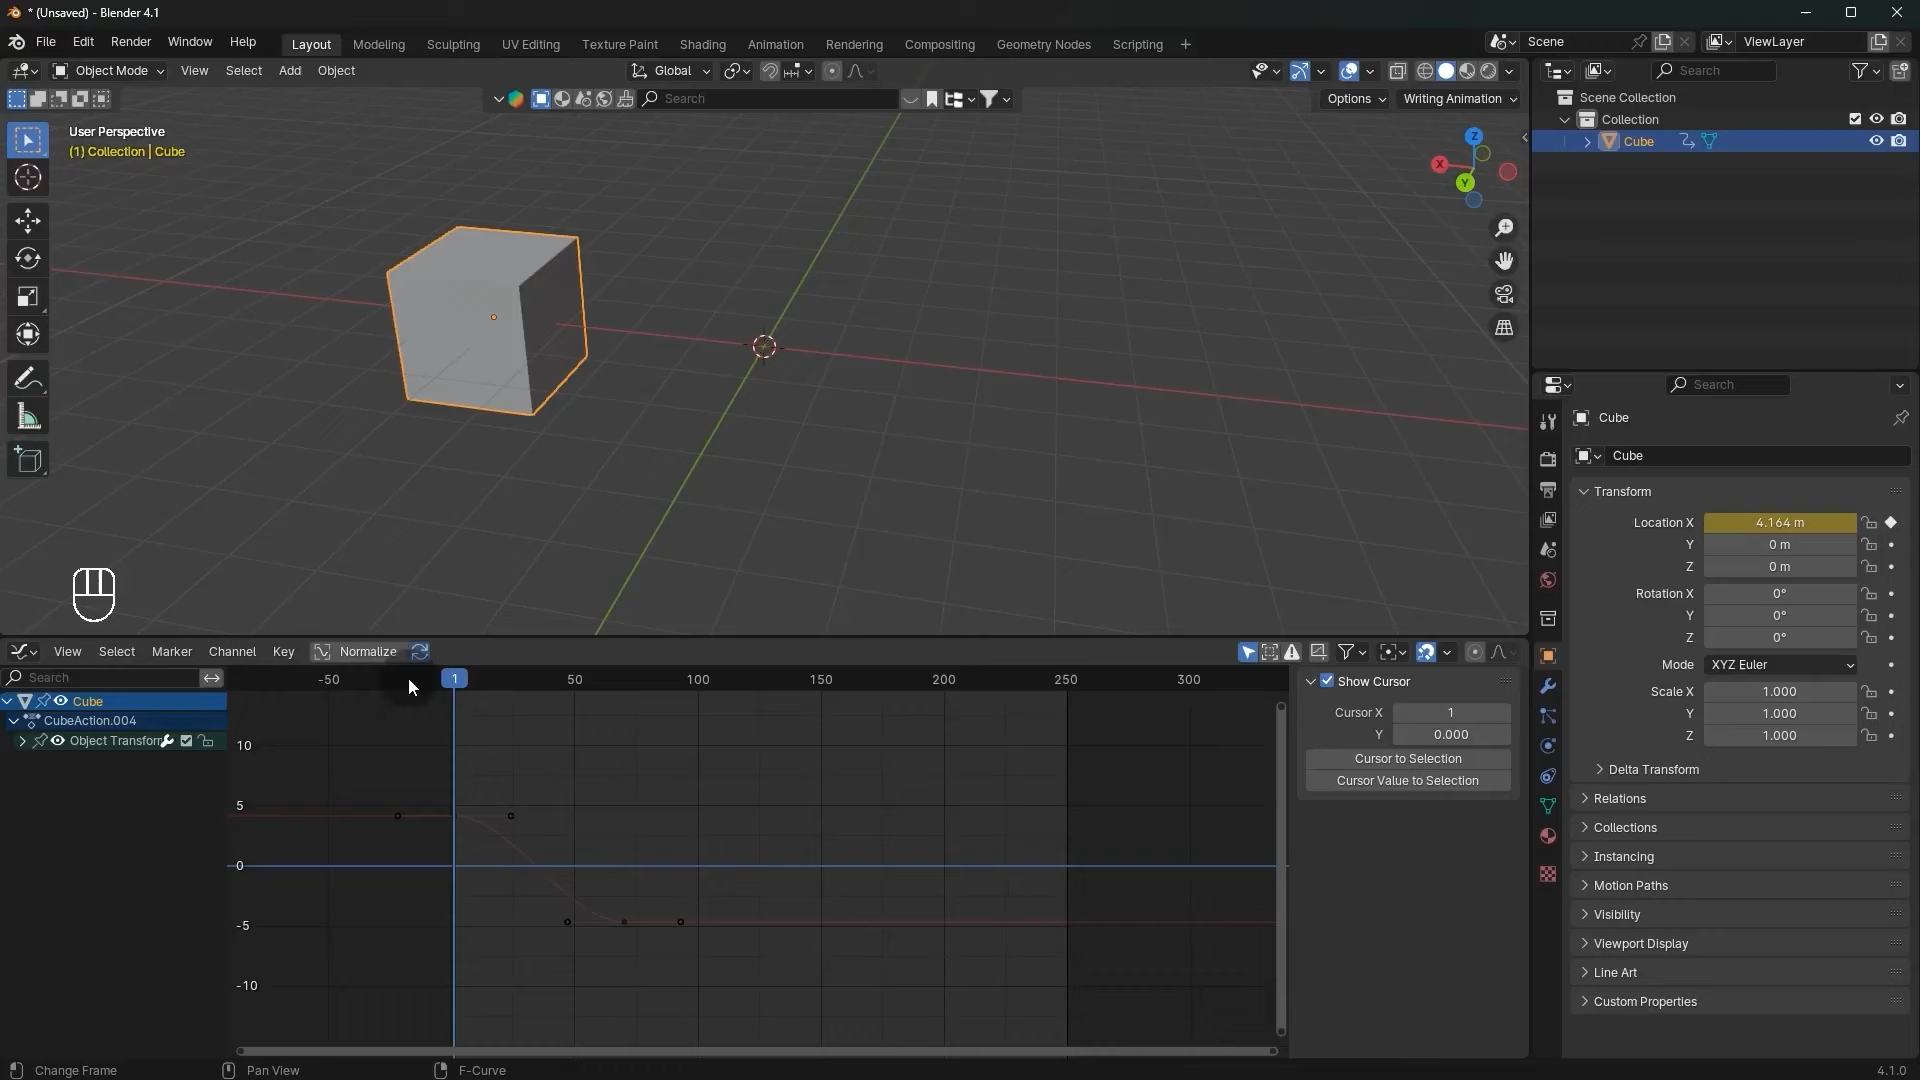 * (Unsaved) - Blender 4.1
File Edit Render Window Help
Layout Modeling Sculpting UV Editing Texture Paint Shading Animation Rendering Compositing Geometry Nodes Scripting +
Scene
ViewLayer
Object Mode View Select Add Object
Global
Search
Search
Options
Writing Animation
User Perspective
(1) Collection | Cube
Z
X
Y
Scene Collection
Collection
Cube
Search
Cube
Cube
Transform
Location X 4.164 m
Y 0 m
Z 0 m
Rotation X 0°
Y 0°
Z 0°
Mode XYZ Euler
Scale X 1.000
Y 1.000
Z 1.000
Delta Transform
Relations
Collections
Instancing
Motion Paths
Visibility
Viewport Display
Line Art
Custom Properties
View Select Marker Channel Key Normalize
Search
Cube
CubeAction.004
Object Transform
-50 1 50 100 150 200 250 300
10
5
0
-5
-10
Show Cursor
Cursor X 1
Y 0.000
Cursor to Selection
Cursor Value to Selection
Change Frame
Pan View
F-Curve
4.1.0